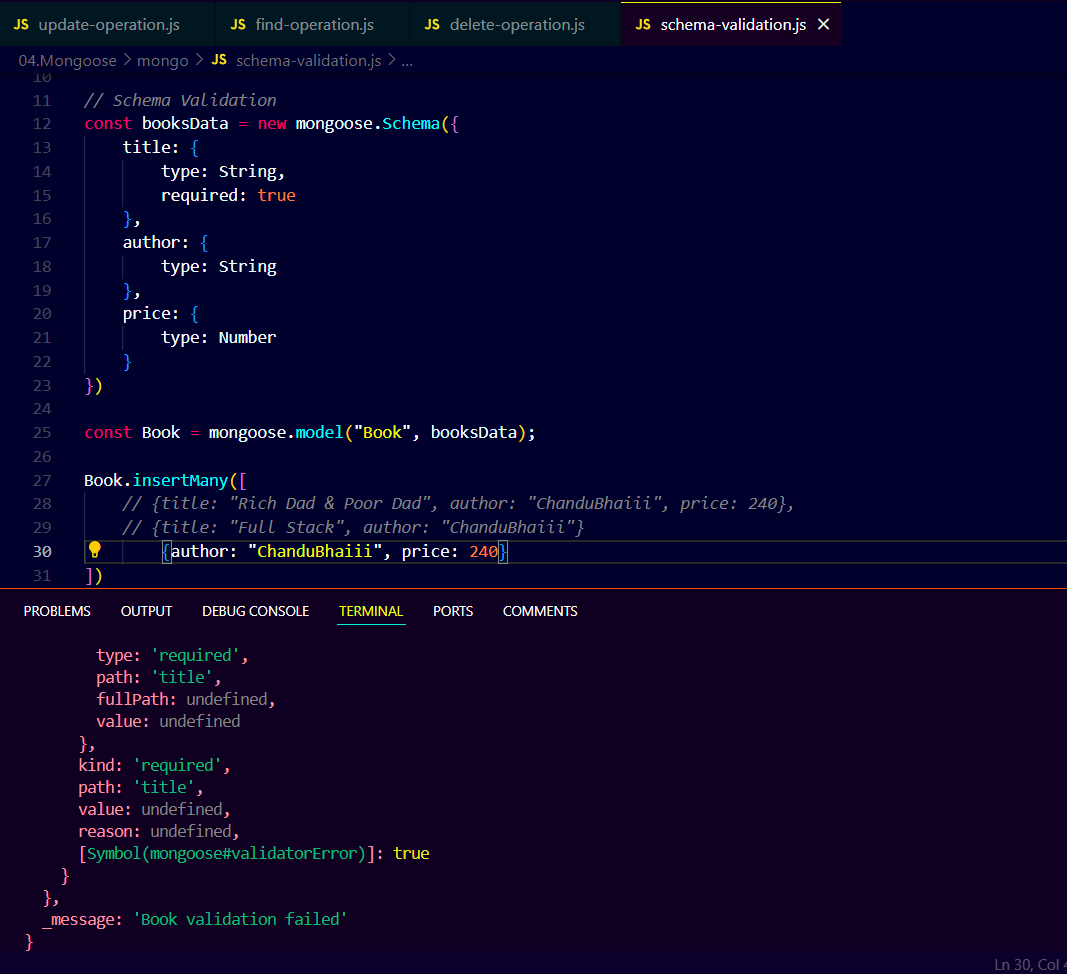 JS update-operation.js JS find-operation.js JS delete-operation.js JS schema-validation.js ✕
04.Mongoose > mongo > JS schema-validation.js > ...
10
11 // Schema Validation
12 const booksData = new mongoose.Schema({
13 title: {
14 type: String,
15 required: true
16 },
17 author: {
18 type: String
19 },
20 price: {
21 type: Number
22 }
23 })
24
25 const Book = mongoose.model("Book", booksData);
26
27 Book.insertMany([
28 // {title: "Rich Dad & Poor Dad", author: "ChanduBhaiii", price: 240},
29 // {title: "Full Stack", author: "ChanduBhaiii"}
30 {author: "ChanduBhaiii", price: 240}
31 ])
PROBLEMS OUTPUT DEBUG CONSOLE TERMINAL PORTS COMMENTS
type: 'required',
path: 'title',
fullPath: undefined,
value: undefined
},
kind: 'required',
path: 'title',
value: undefined,
reason: undefined,
[Symbol(mongoose#validatorError)]: true
}
},
_message: 'Book validation failed'
}
Ln 30, Col